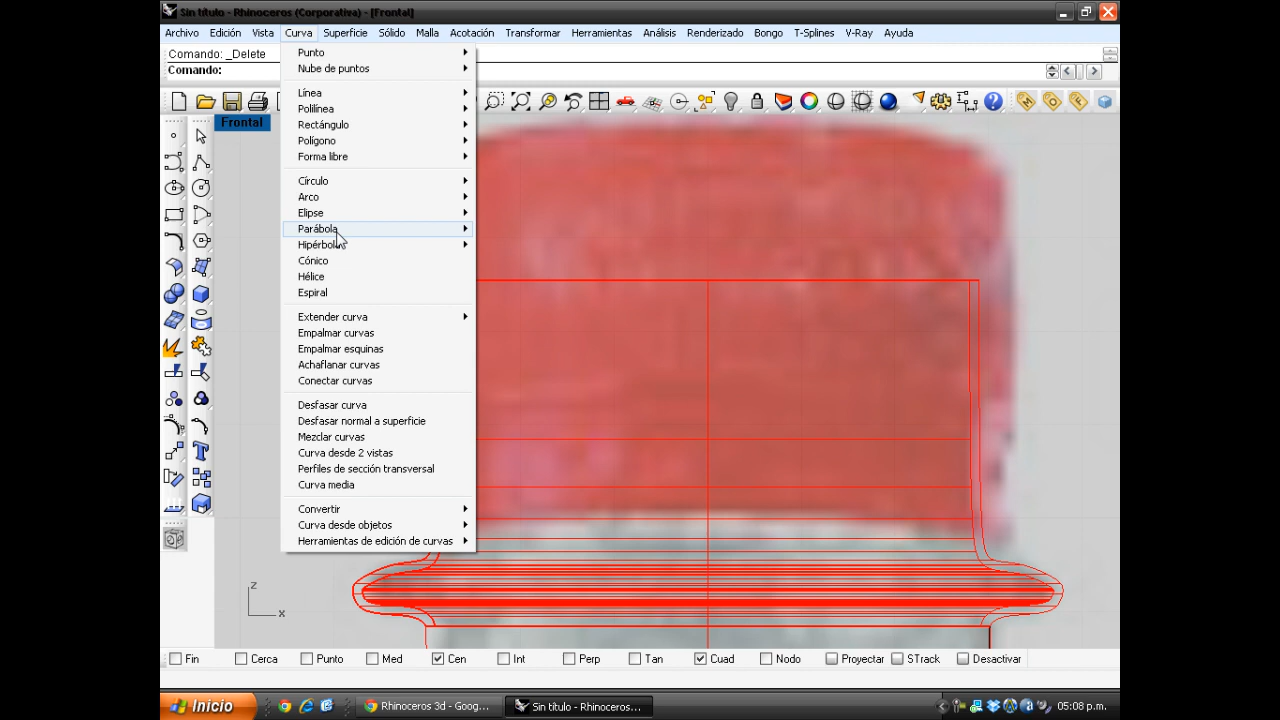 Sin título - Rhinoceros (Corporativa) - [Frontal]
Archivo Edición Vista Curva Superficie Sólido Malla Acotación Transformar Herramientas Análisis Renderizado Bongo T-Splines V-Ray Ayuda
Comando: _Delete
Comando:
Frontal
Punto
Nube de puntos
Línea
Polilínea
Rectángulo
Polígono
Forma libre
Círculo
Arco
Elipse
Parábola
Hipérbola
Cónico
Hélice
Espiral
Extender curva
Empalmar curvas
Empalmar esquinas
Achaflanar curvas
Conectar curvas
Desfasar curva
Desfasar normal a superficie
Mezclar curvas
Curva desde 2 vistas
Perfiles de sección transversal
Curva media
Convertir
Curva desde objetos
Herramientas de edición de curvas
z
x
Fin Cerca Punto Med Cen Int Perp Tan Cuad Nodo Proyectar STrack Desactivar
Inicio Rhinoceros 3d - Goog... Sin título - Rhinoceros... 05:08 p.m.